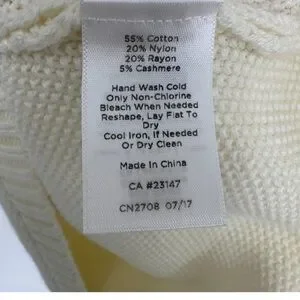 55% Cotton
20% Nylon
20% Rayon
5% Cashmere
Hand Wash Cold
Only Non-Chlorine
Bleach When Needed
Reshape, Lay Flat To
Dry
Cool Iron, If Needed
Or Dry Clean
Made In China
CA #23147
CN2708 07/17